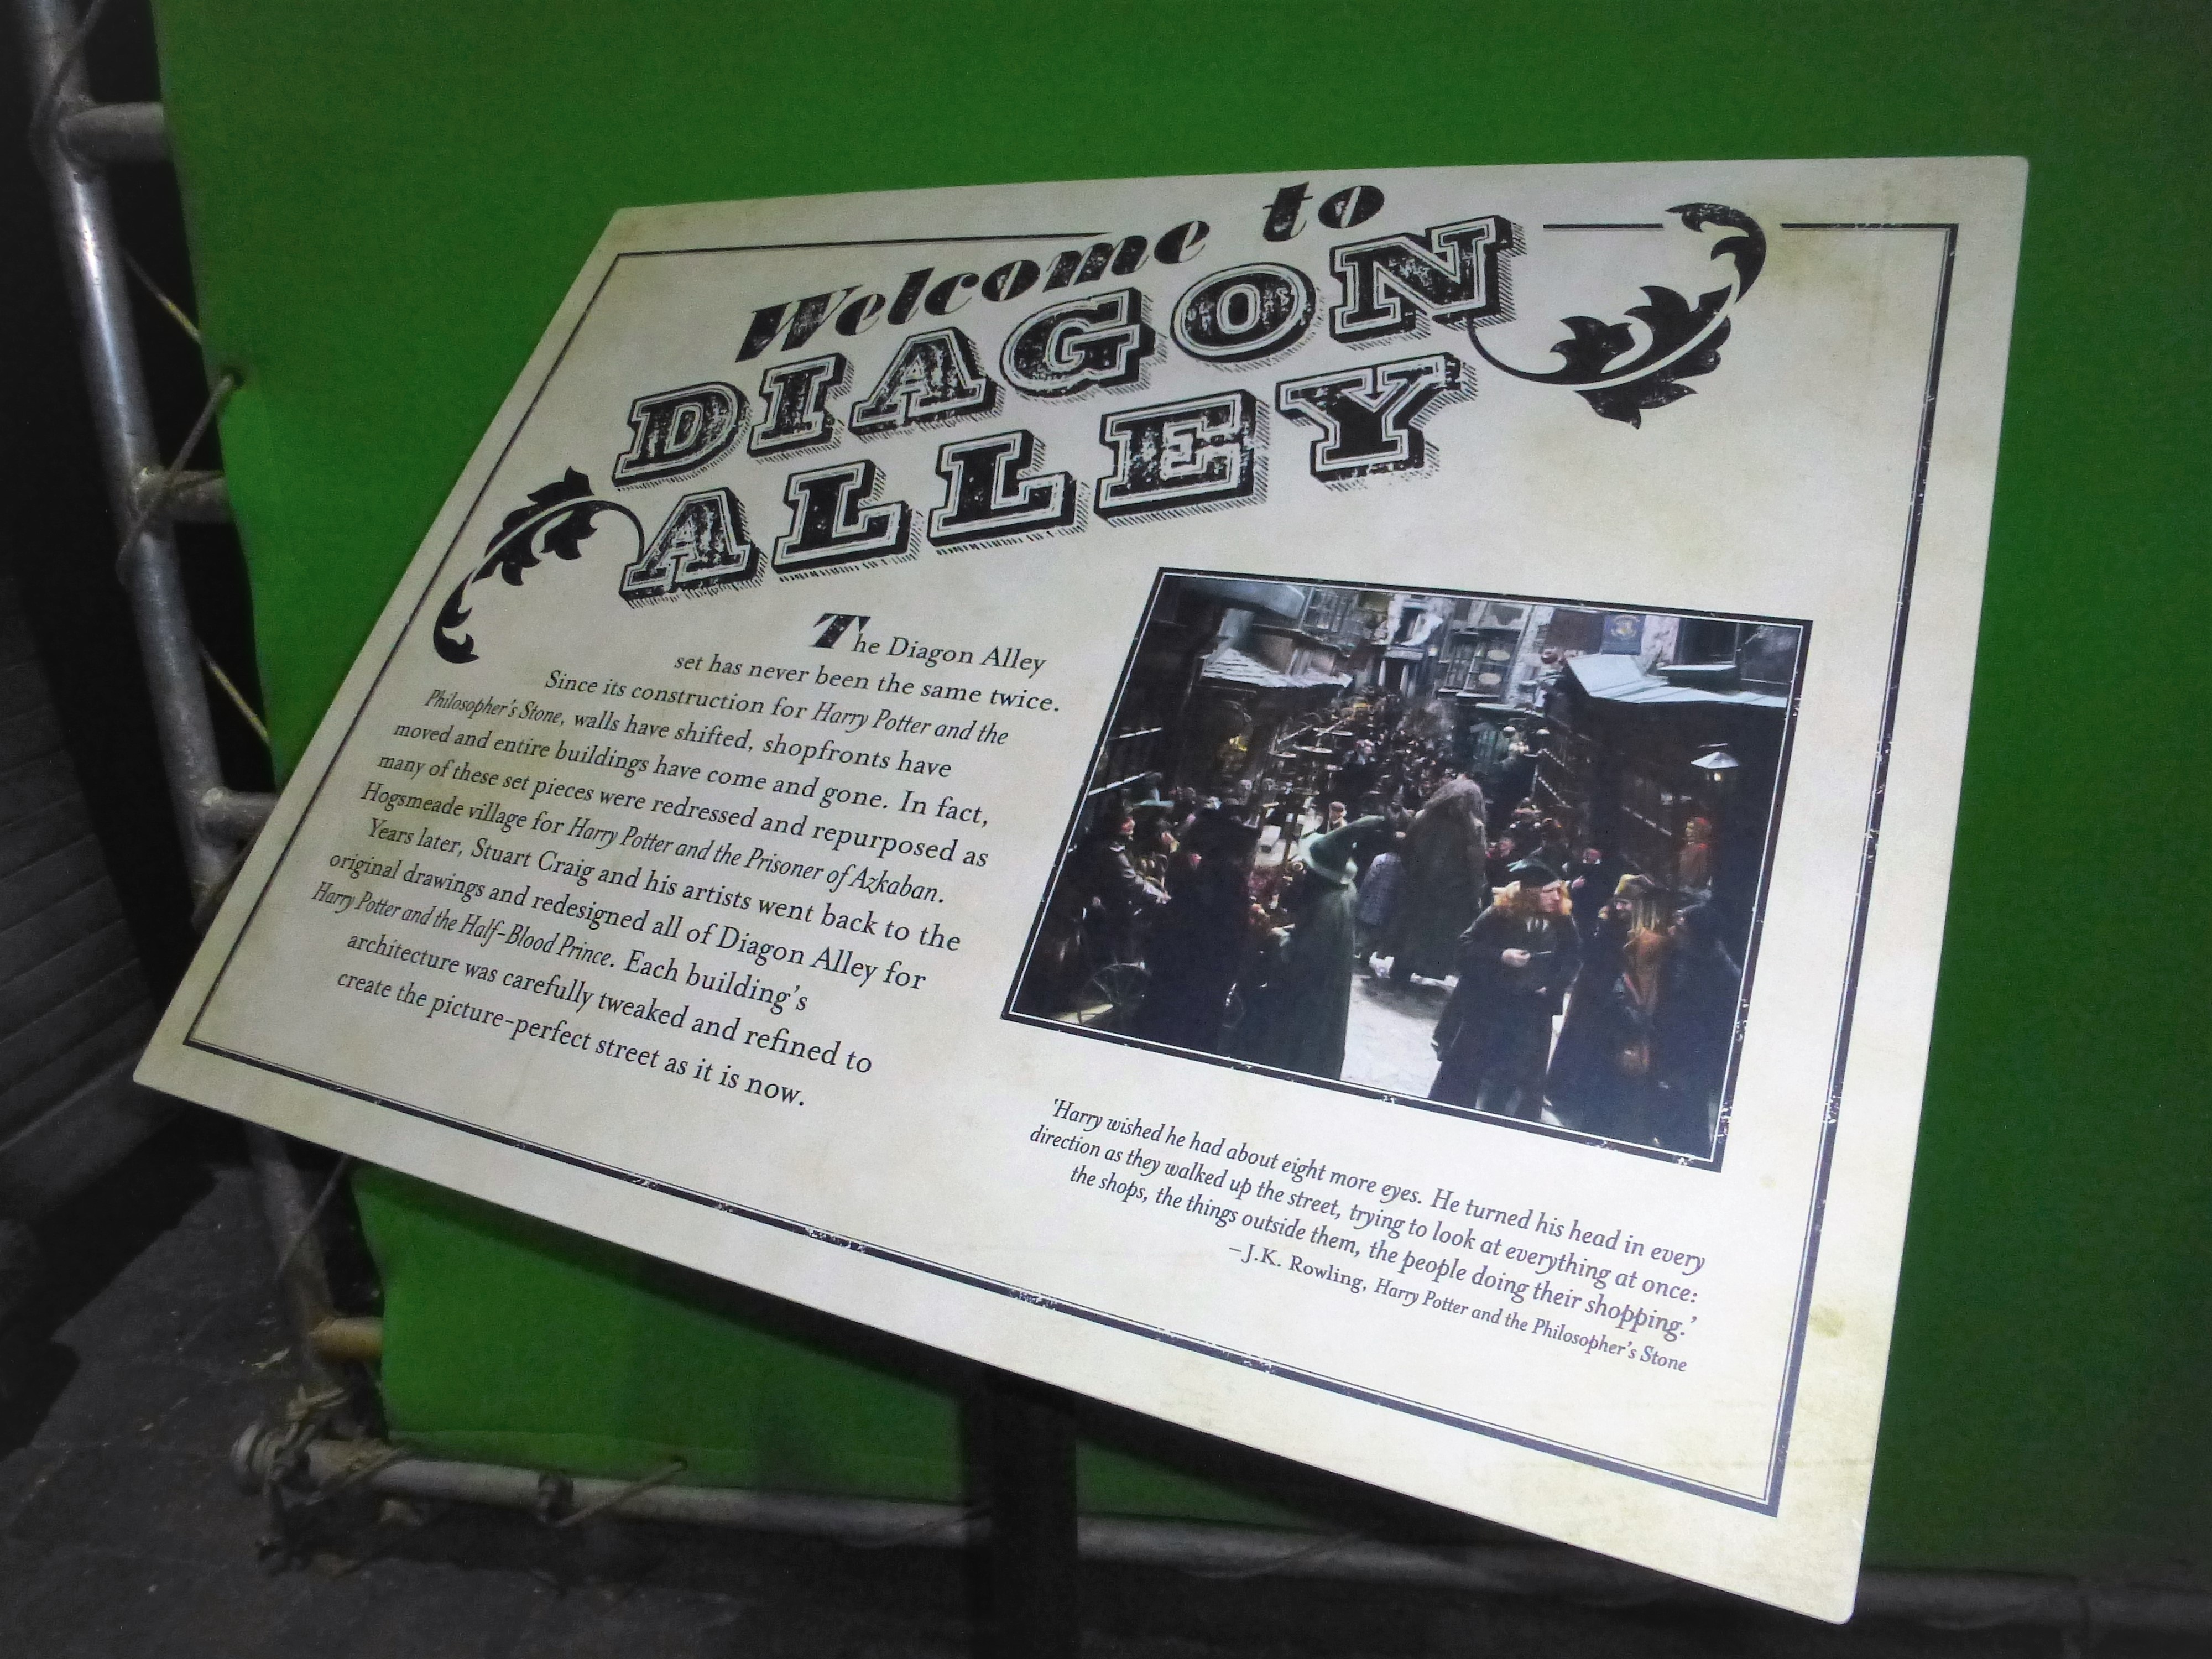 Welcome to
DIAGON
ALLEY
The Diagon Alley
set has never been the same twice.
Since its construction for Harry Potter and the
Philosopher's Stone, walls have shifted, shopfronts have
moved and entire buildings have come and gone. In fact,
many of these set pieces were redressed and repurposed as
Hogsmeade village for Harry Potter and the Prisoner of Azkaban.
Years later, Stuart Craig and his artists went back to the
original drawings and redesigned all of Diagon Alley for
Harry Potter and the Half-Blood Prince. Each building's
architecture was carefully tweaked and refined to
create the picture-perfect street as it is now.
'Harry wished he had about eight more eyes. He turned his head in every
direction as they walked up the street, trying to look at everything at once:
the shops, the things outside them, the people doing their shopping.'
–J.K. Rowling, Harry Potter and the Philosopher's Stone